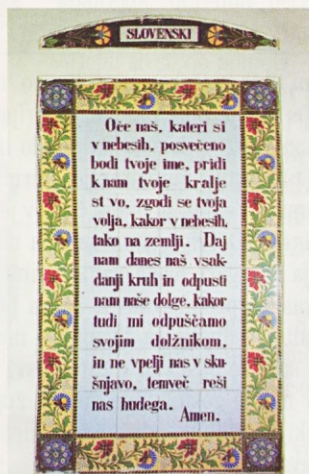 SLOVENSKI
Oče naš, kateri si
v nebesih, posvečeno
bodi tvoje ime, pridi
k nam tvoje kralje
st vo, zgodi se tvoja
volja, kakor v nebesih,
tako na zemlji. Daj
nam danes naš vsak-
danji kruh in odpusti
nam naše dolge, kakor
tudi mi odpuščamo
svojim dolžnikom,
in ne vpelji nas v sku-
šnjavo, temveč reši
nas hudega.
Amen.